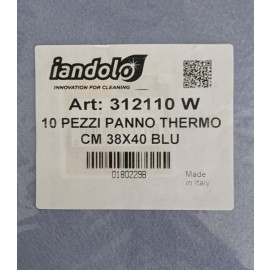 iandolo
INNOVATION FOR CLEANING
Art: 312110 W
10 PEZZI PANNO THERMO
CM 38X40 BLU
01802298
Made
in Italy